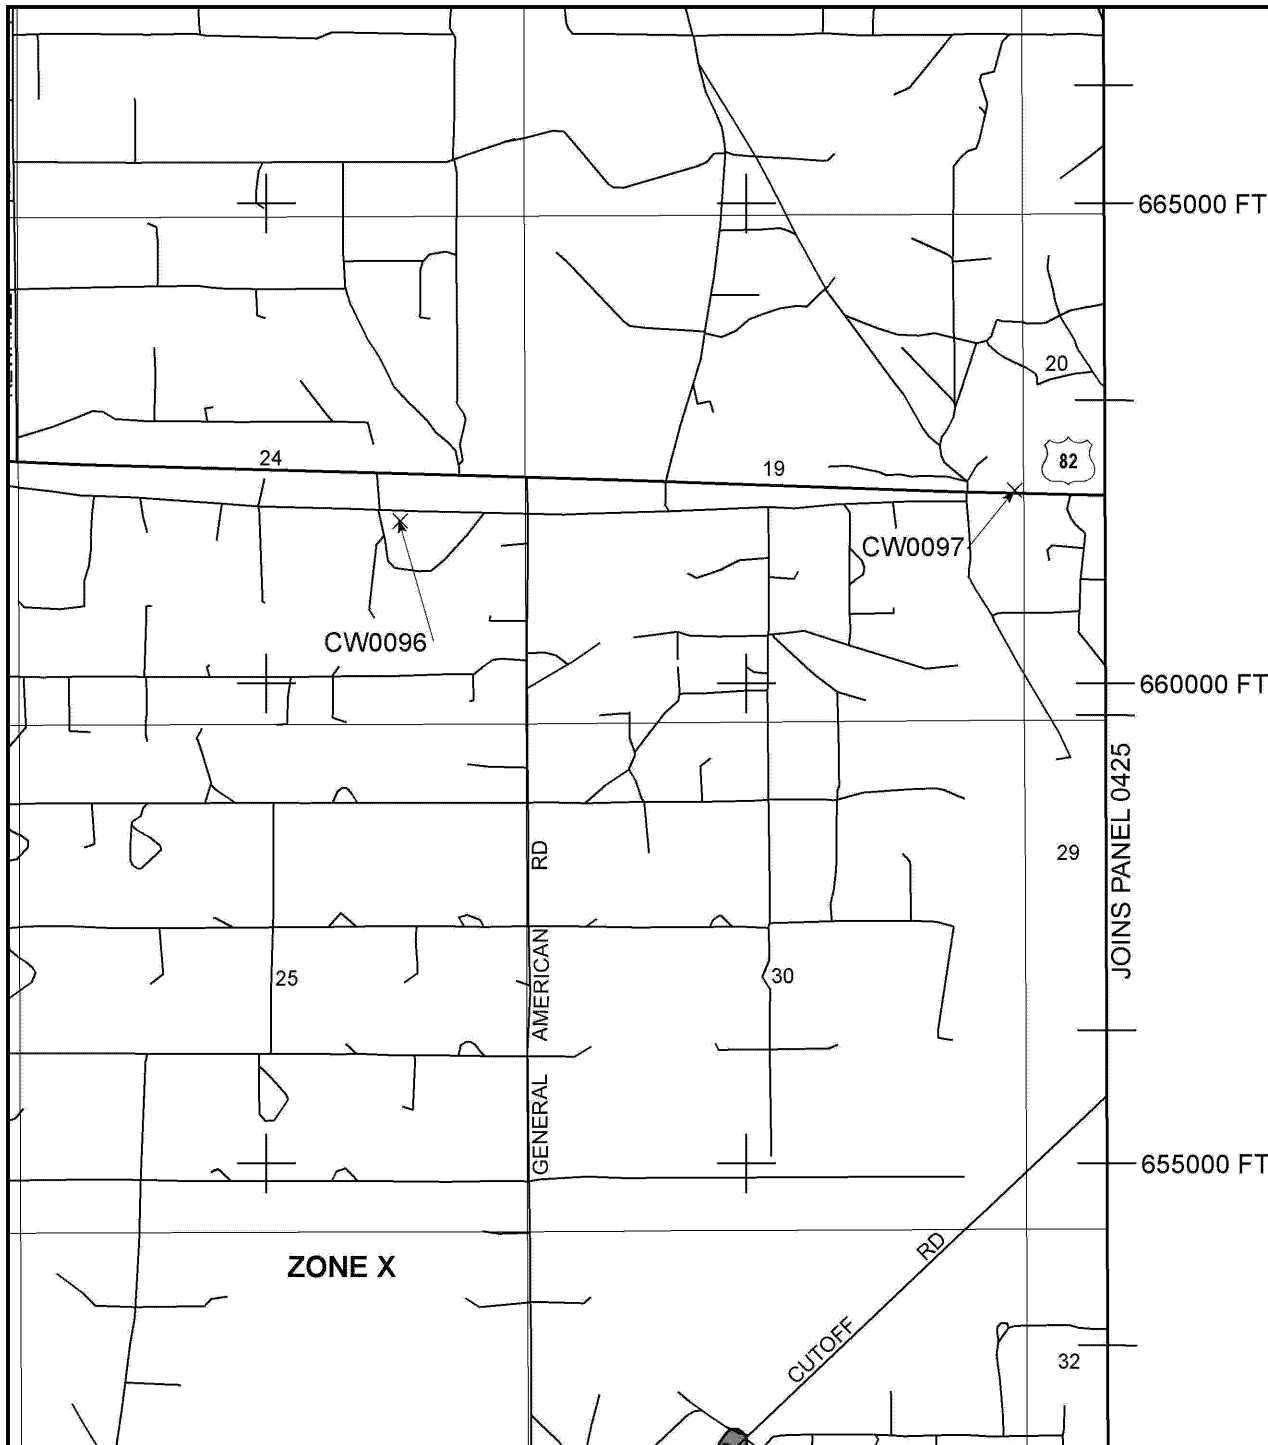 665000 FT
20
82
24
19
CW0097
CW0096
660000 FT
JOINS PANEL 0425
29
25
30
GENERAL AMERICAN RD
655000 FT
ZONE X
CUTOFF RD
32